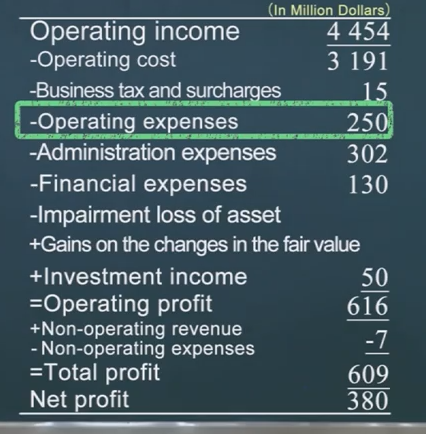 (In Million Dollars)
Operating income 4 454
-Operating cost 3 191
-Business tax and surcharges 15
-Operating expenses 250
-Administration expenses 302
-Financial expenses 130
-Impairment loss of asset
+Gains on the changes in the fair value
+Investment income 50
=Operating profit 616
+Non-operating revenue
- Non-operating expenses -7
=Total profit 609
Net profit 380